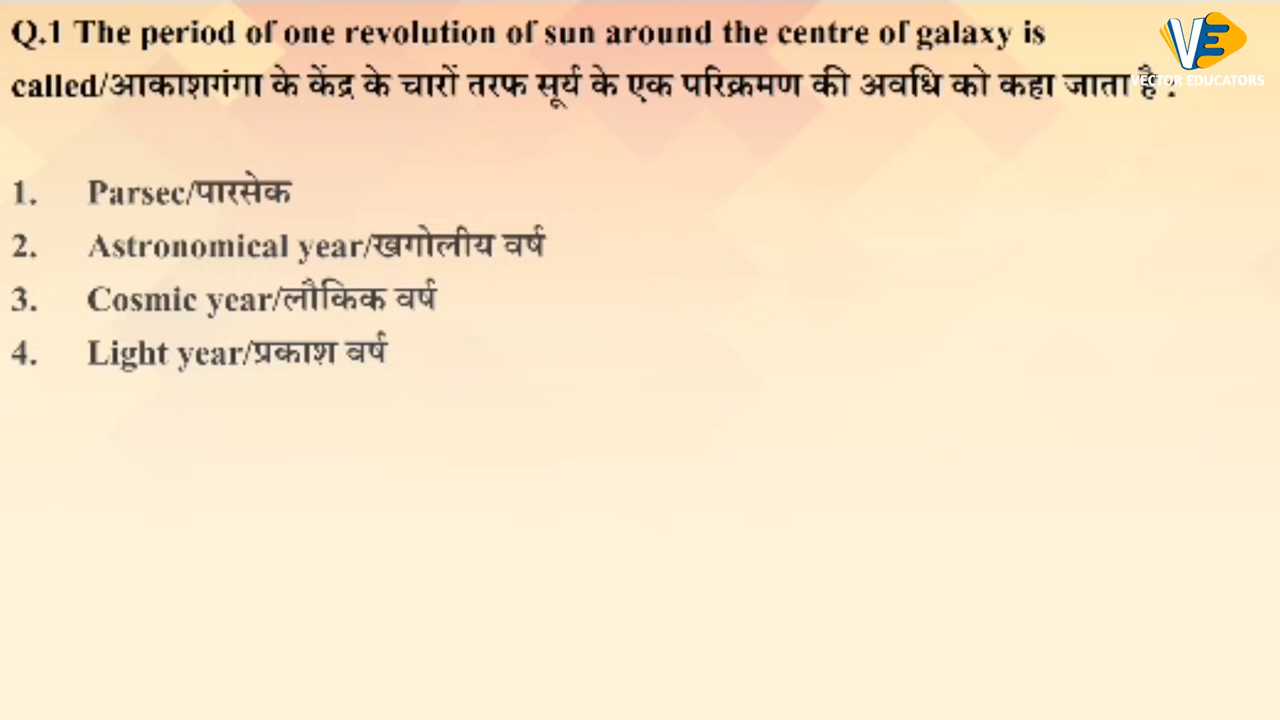 Q.1 The period of one revolution of sun around the centre of galaxy is
called/आकाशगंगा के केंद्र के चारों तरफ सूर्य के एक परिक्रमण की अवधि को कहा जाता है :
1. Parsec/पारसेक
2. Astronomical year/खगोलीय वर्ष
3. Cosmic year/लौकिक वर्ष
4. Light year/प्रकाश वर्ष
VE
VECTOR EDUCATORS